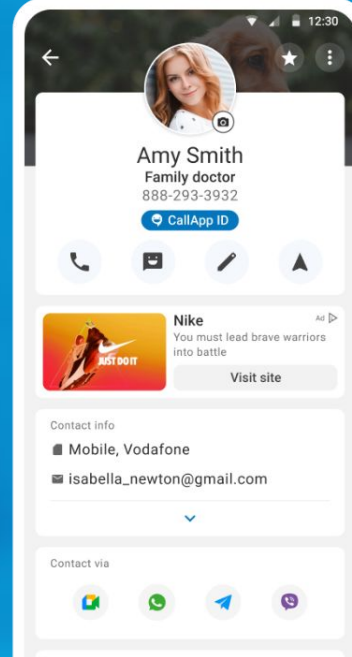 12:30
Amy Smith
Family doctor
888-293-3932
CallApp ID
Nike
Ad
You must lead brave warriors
into battle
JUST DO IT
Visit site
Contact info
Mobile, Vodafone
isabella_newton@gmail.com
Contact via